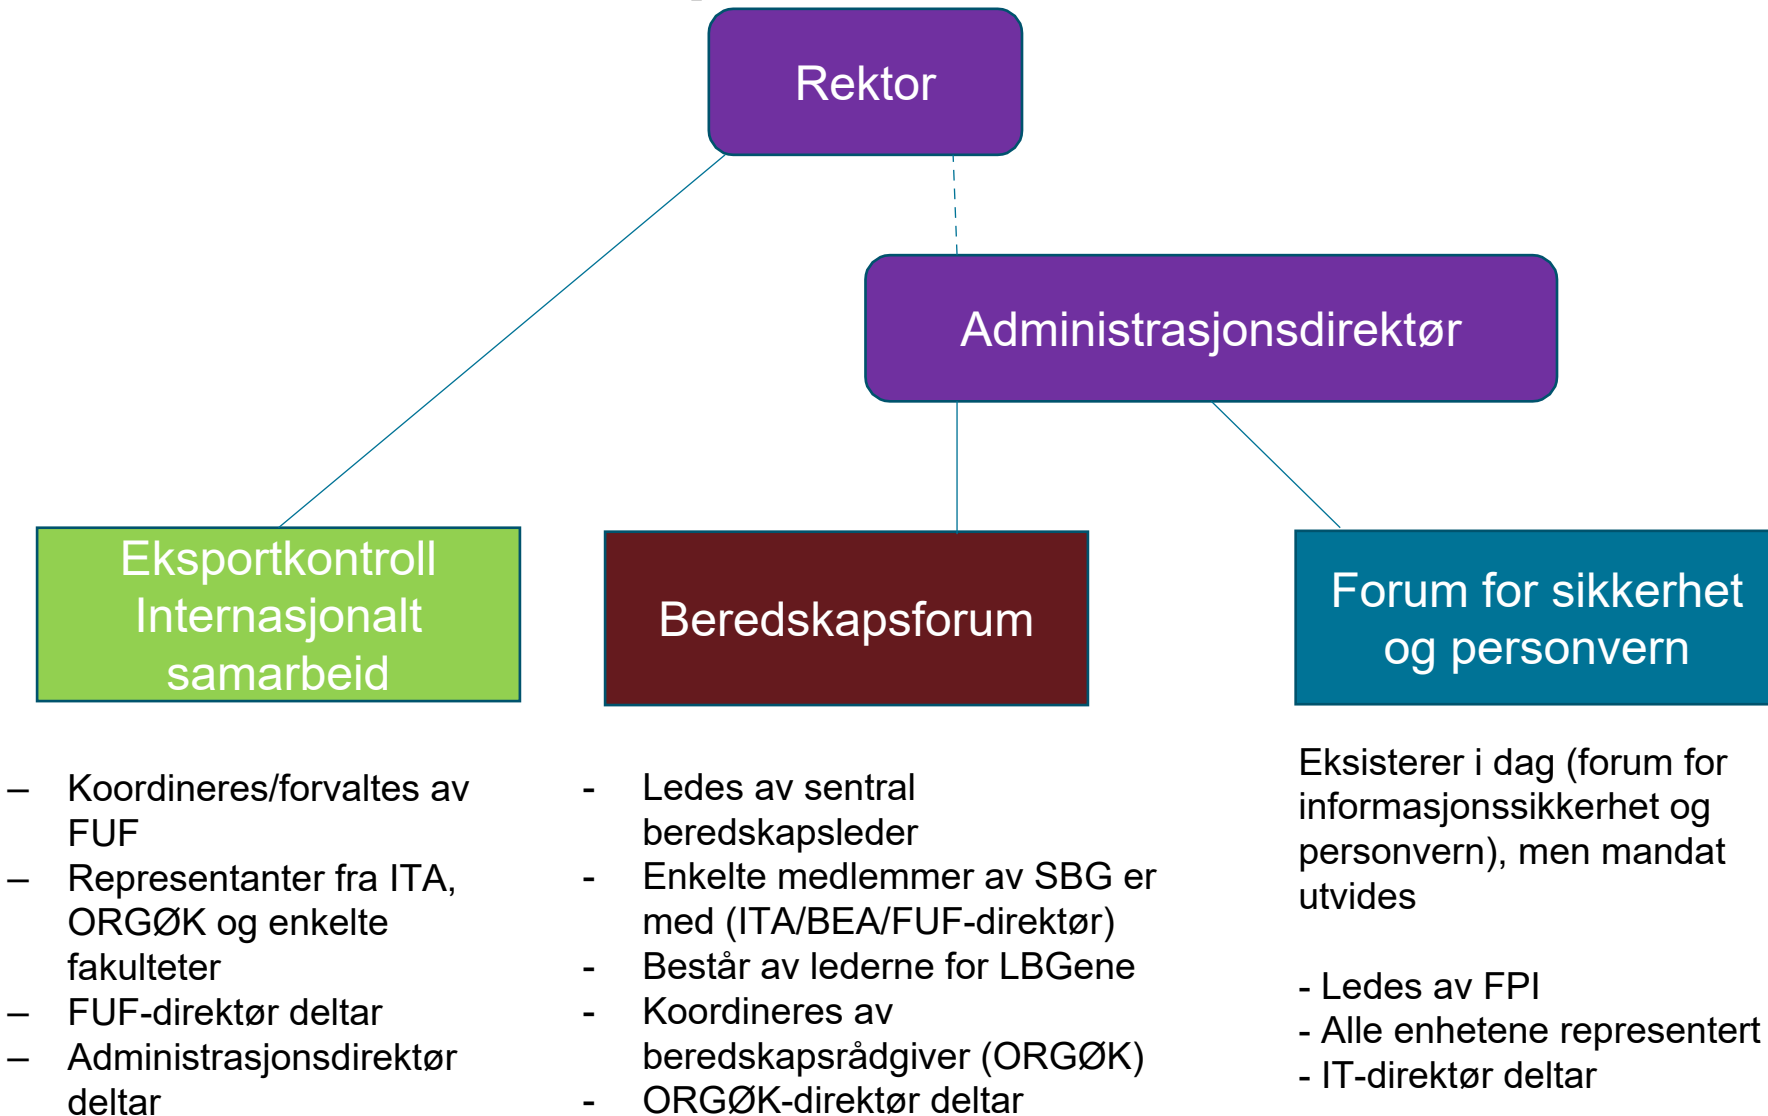 Rektor
Administrasjonsdirektør
Eksportkontroll
Internasjonalt
samarbeid
Beredskapsforum
Forum for sikkerhet
og personvern
– Koordineres/forvaltes av
FUF
– Representanter fra ITA,
ORGØK og enkelte
fakulteter
– FUF-direktør deltar
– Administrasjonsdirektør
deltar
- Ledes av sentral
beredskapsleder
- Enkelte medlemmer av SBG er
med (ITA/BEA/FUF-direktør)
- Består av lederne for LBGene
- Koordineres av
beredskapsrådgiver (ORGØK)
- ORGØK-direktør deltar
Eksisterer i dag (forum for
informasjonssikkerhet og
personvern), men mandat
utvides
- Ledes av FPI
- Alle enhetene representert
- IT-direktør deltar